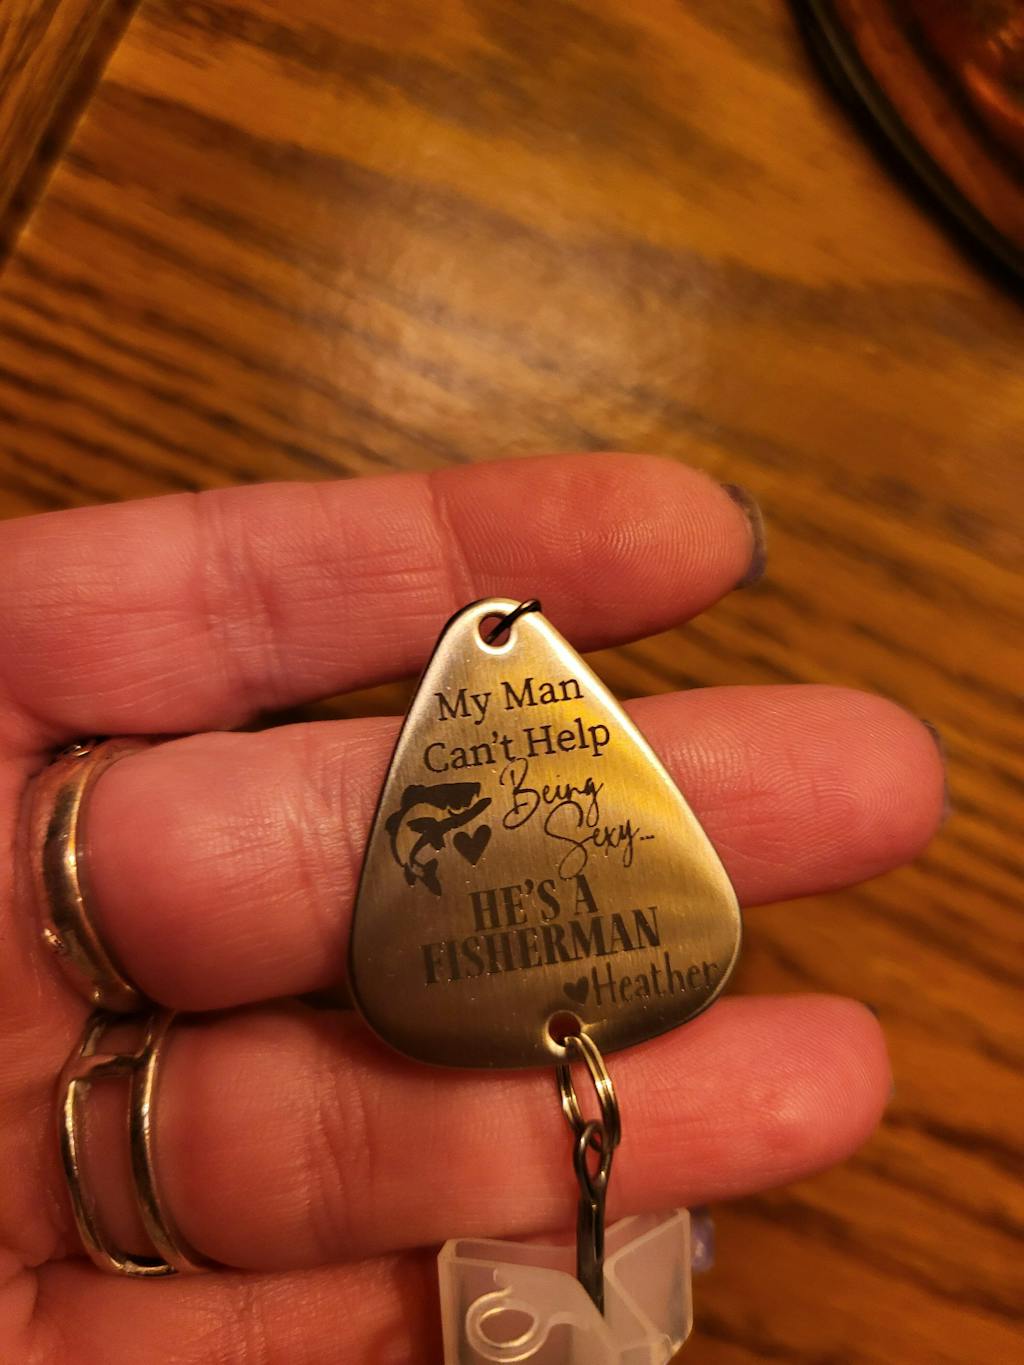 My Man
Can't Help
Being
Sexy...
HE'S A
FISHERMAN
♥Heather